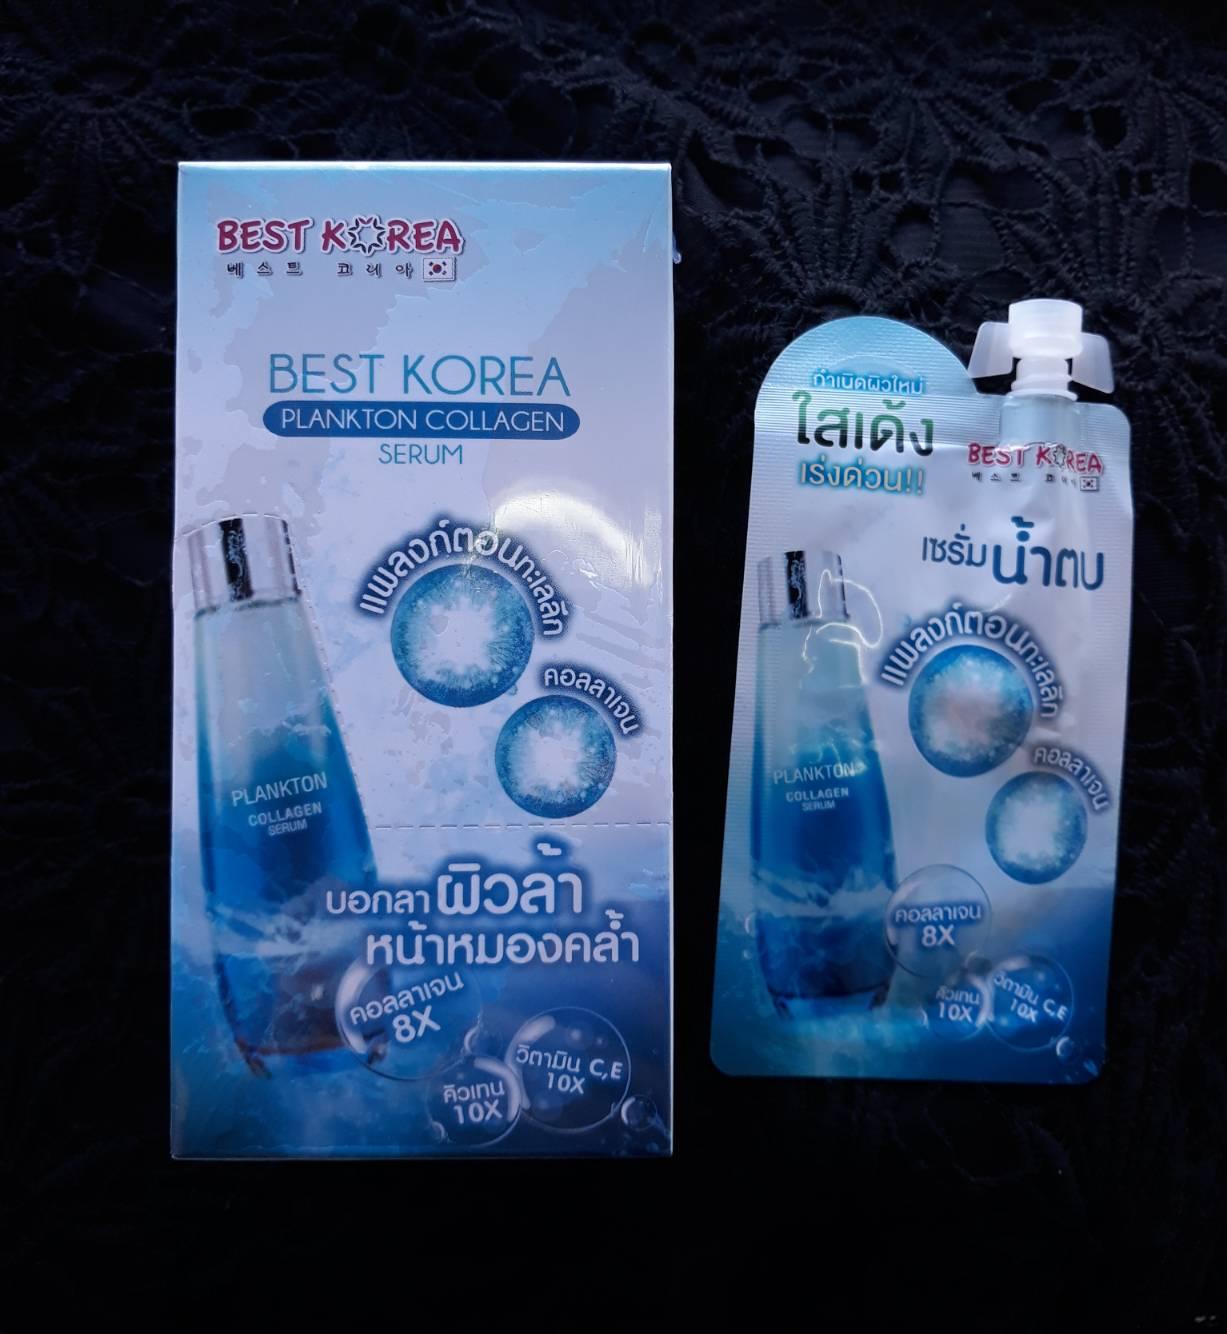 BEST KOREA
베스트 코리아
BEST KOREA
PLANKTON COLLAGEN
SERUM
แพลงก์ตอนทะเลลึก
คอลลาเจน
PLANKTON
COLLAGEN
SERUM
บอกลาผิวล้า
หน้าหมองคล้ำ
คอลลาเจน
8X
คิวเทน
10X
วิตามิน C,E
10X
กำเนิดผิวใหม่
ใสเด้ง
เร่งด่วน!!
BEST KOREA
베스트 코리아
เซรั่มน้ำตบ
แพลงก์ตอนทะเลลึก
คอลลาเจน
PLANKTON
COLLAGEN
SERUM
คอลลาเจน
8X
คิวเทน
10X
วิตามิน C,E
10X